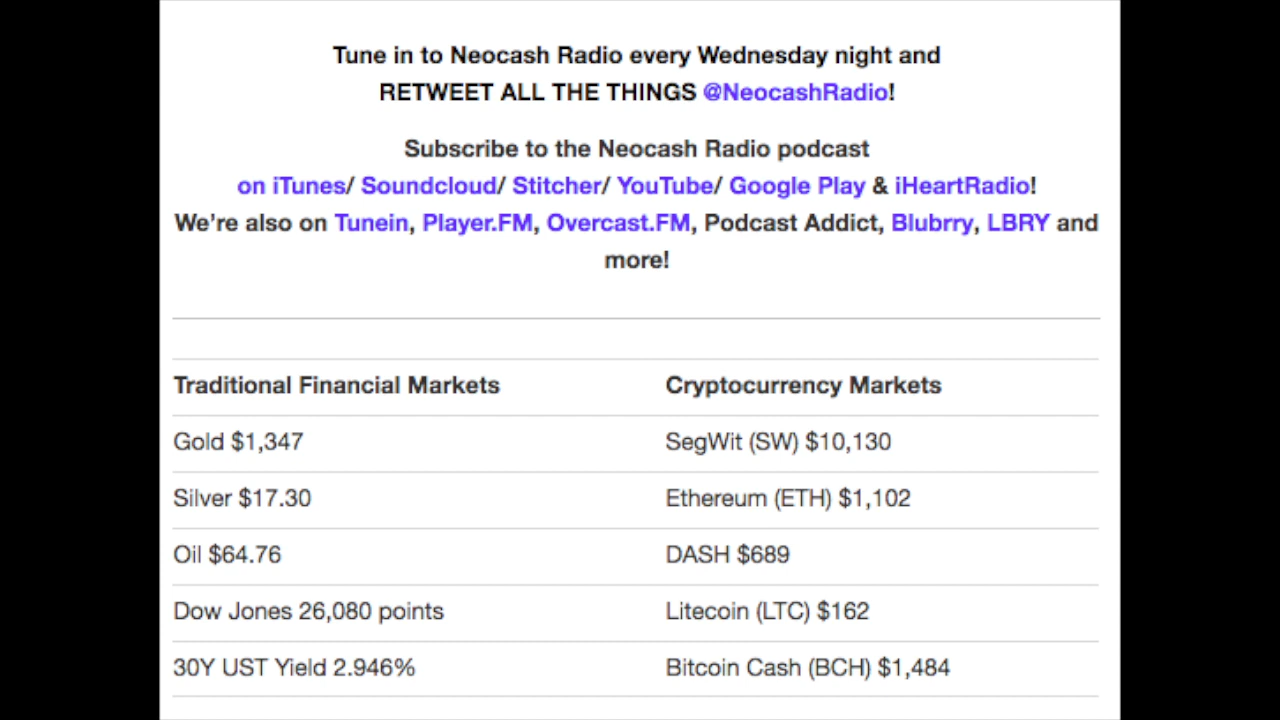 Tune in to Neocash Radio every Wednesday night and
RETWEET ALL THE THINGS @NeocashRadio!
Subscribe to the Neocash Radio podcast
on iTunes/ Soundcloud/ Stitcher/ YouTube/ Google Play & iHeartRadio!
We’re also on Tunein, Player.FM, Overcast.FM, Podcast Addict, Blubrry, LBRY and
more!
Traditional Financial Markets Cryptocurrency Markets
Gold $1,347 SegWit (SW) $10,130
Silver $17.30 Ethereum (ETH) $1,102
Oil $64.76 DASH $689
Dow Jones 26,080 points Litecoin (LTC) $162
30Y UST Yield 2.946% Bitcoin Cash (BCH) $1,484